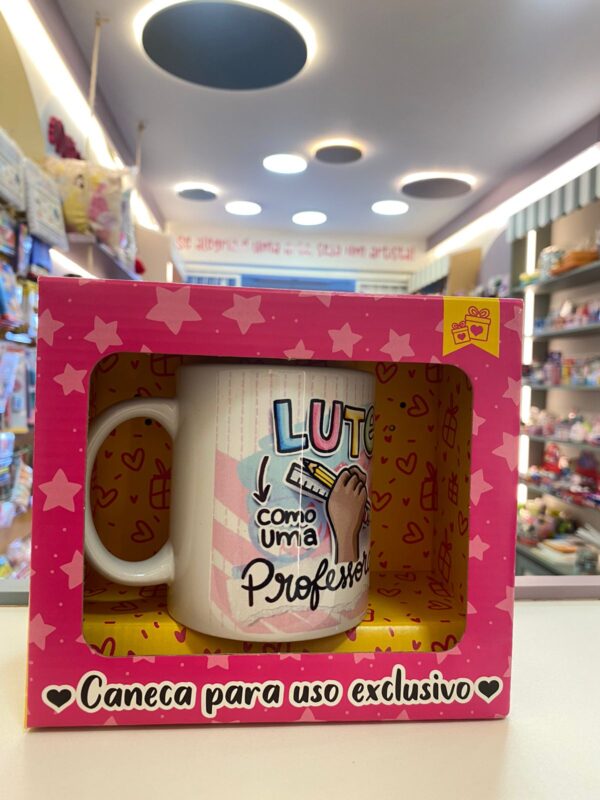 LUTE
como
uma
Professora
Caneca para uso exclusivo